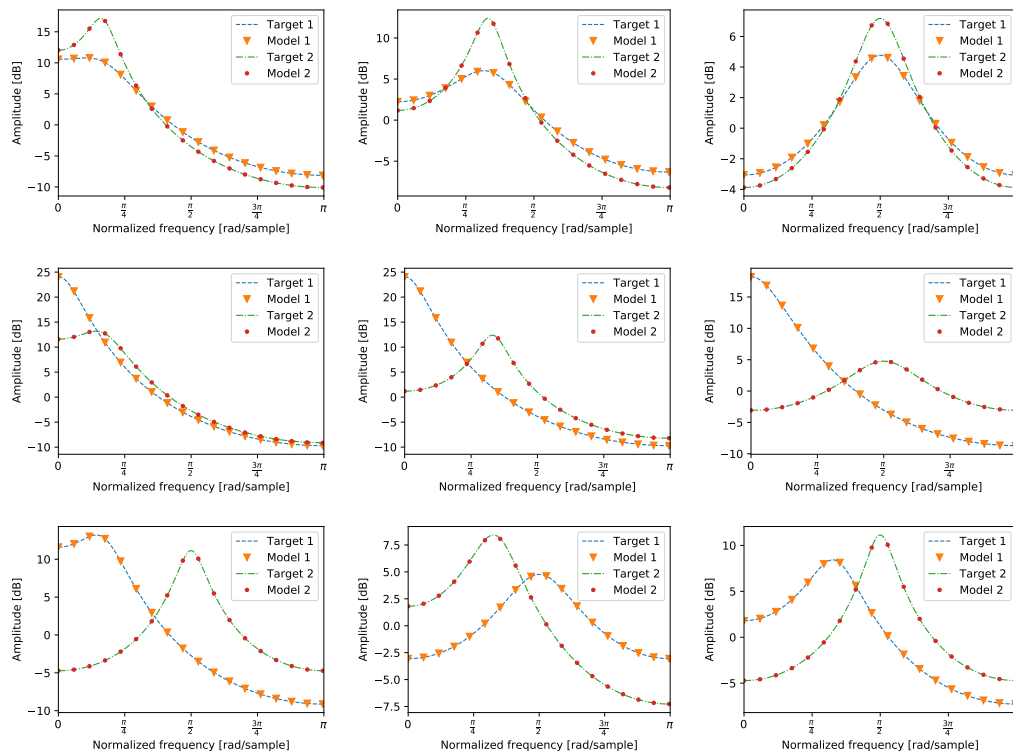 Amplitude [dB]
15
10
5
0
−5
−10
Target 1
Model 1
Target 2
Model 2
0
π/4
π/2
3π/4
π
Normalized frequency [rad/sample]
Amplitude [dB]
10
5
0
−5
Target 1
Model 1
Target 2
Model 2
0
π/4
π/2
3π/4
π
Normalized frequency [rad/sample]
Amplitude [dB]
6
4
2
0
−2
−4
Target 1
Model 1
Target 2
Model 2
0
π/4
π/2
3π/4
Normalized frequency [rad/sample]
Amplitude [dB]
25
20
15
10
5
0
−5
−10
Target 1
Model 1
Target 2
Model 2
0
π/4
π/2
3π/4
π
Normalized frequency [rad/sample]
Amplitude [dB]
25
20
15
10
5
0
−5
−10
Target 1
Model 1
Target 2
Model 2
0
π/4
π/2
3π/4
π
Normalized frequency [rad/sample]
Amplitude [dB]
15
10
5
0
−5
−10
Target 1
Model 1
Target 2
Model 2
0
π/4
π/2
3π/4
Normalized frequency [rad/sample]
Amplitude [dB]
10
5
0
−5
−10
Target 1
Model 1
Target 2
Model 2
0
π/4
π/2
3π/4
π
Normalized frequency [rad/sample]
Amplitude [dB]
7.5
5.0
2.5
0.0
−2.5
−5.0
−7.5
Target 1
Model 1
Target 2
Model 2
0
π/4
π/2
3π/4
π
Normalized frequency [rad/sample]
Amplitude [dB]
10
5
0
−5
Target 1
Model 1
Target 2
Model 2
0
π/4
π/2
3π/4
Normalized frequency [rad/sample]